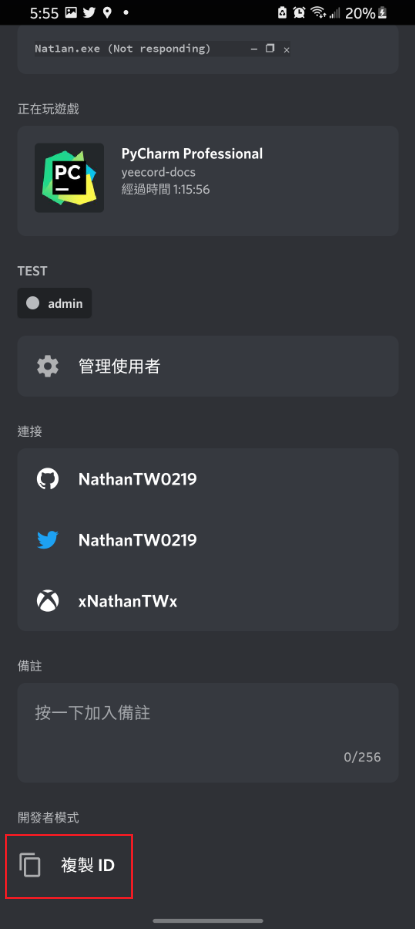 5:55 20%
Natlan.exe (Not responding) — ❐ ×
正在玩遊戲
PC
PyCharm Professional
yeecord-docs
經過時間 1:15:56
TEST
admin
管理使用者
連接
NathanTW0219
NathanTW0219
xNathanTWx
備註
按一下加入備註
0/256
開發者模式
複製 ID